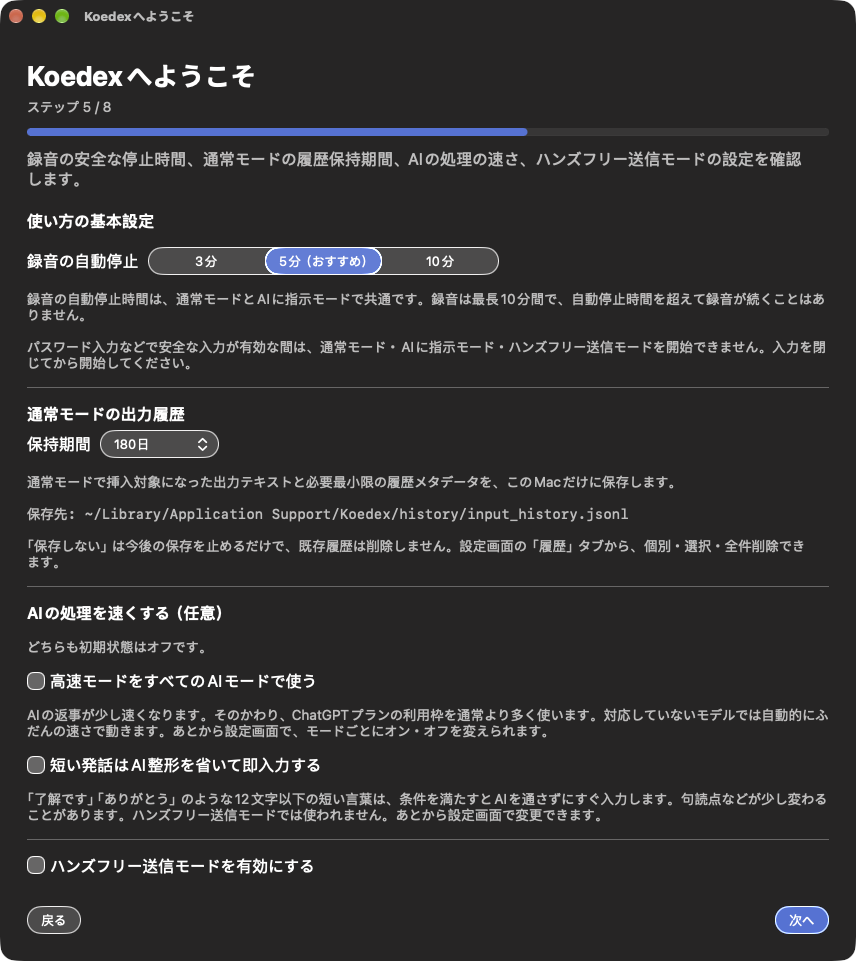 Koedexへようこそ
Koedexへようこそ
ステップ 5 / 8
録音の安全な停止時間、通常モードの履歴保持期間、AIの処理の速さ、ハンズフリー送信モードの設定を確認
します。
使い方の基本設定
録音の自動停止 3分 5分（おすすめ） 10分
録音の自動停止時間は、通常モードとAIに指示モードで共通です。録音は最長10分間で、自動停止時間を超えて録音が続くことはあ
りません。
パスワード入力などで安全な入力が有効な間は、通常モード・AIに指示モード・ハンズフリー送信モードを開始できません。入力を閉
じてから開始してください。
通常モードの出力履歴
保持期間 180日
通常モードで挿入対象になった出力テキストと必要最小限の履歴メタデータを、このMacだけに保存します。
保存先: ~/Library/Application Support/Koedex/history/input_history.jsonl
「保存しない」は今後の保存を止めるだけで、既存履歴は削除しません。設定画面の「履歴」タブから、個別・選択・全件削除でき
ます。
AIの処理を速くする（任意）
どちらも初期状態はオフです。
高速モードをすべてのAIモードで使う
AIの返事が少し速くなります。そのかわり、ChatGPTプランの利用枠を通常より多く使います。対応していないモデルでは自動的にふ
だんの速さで動きます。あとから設定画面で、モードごとにオン・オフを変えられます。
短い発話はAI整形を省いて即入力する
「了解です」「ありがとう」のような12文字以下の短い言葉は、条件を満たすとAIを通さずにすぐ入力します。句読点などが少し変わる
ことがあります。ハンズフリー送信モードでは使われません。あとから設定画面で変更できます。
ハンズフリー送信モードを有効にする
戻る 次へ